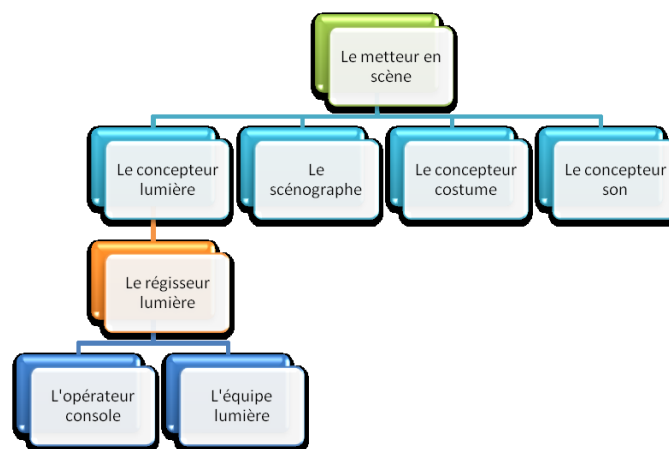 Le metteur en
scène
Le concepteur
lumière
Le
scénographe
Le concepteur
costume
Le concepteur
son
Le régisseur
lumière
L'opérateur
console
L'équipe
lumière